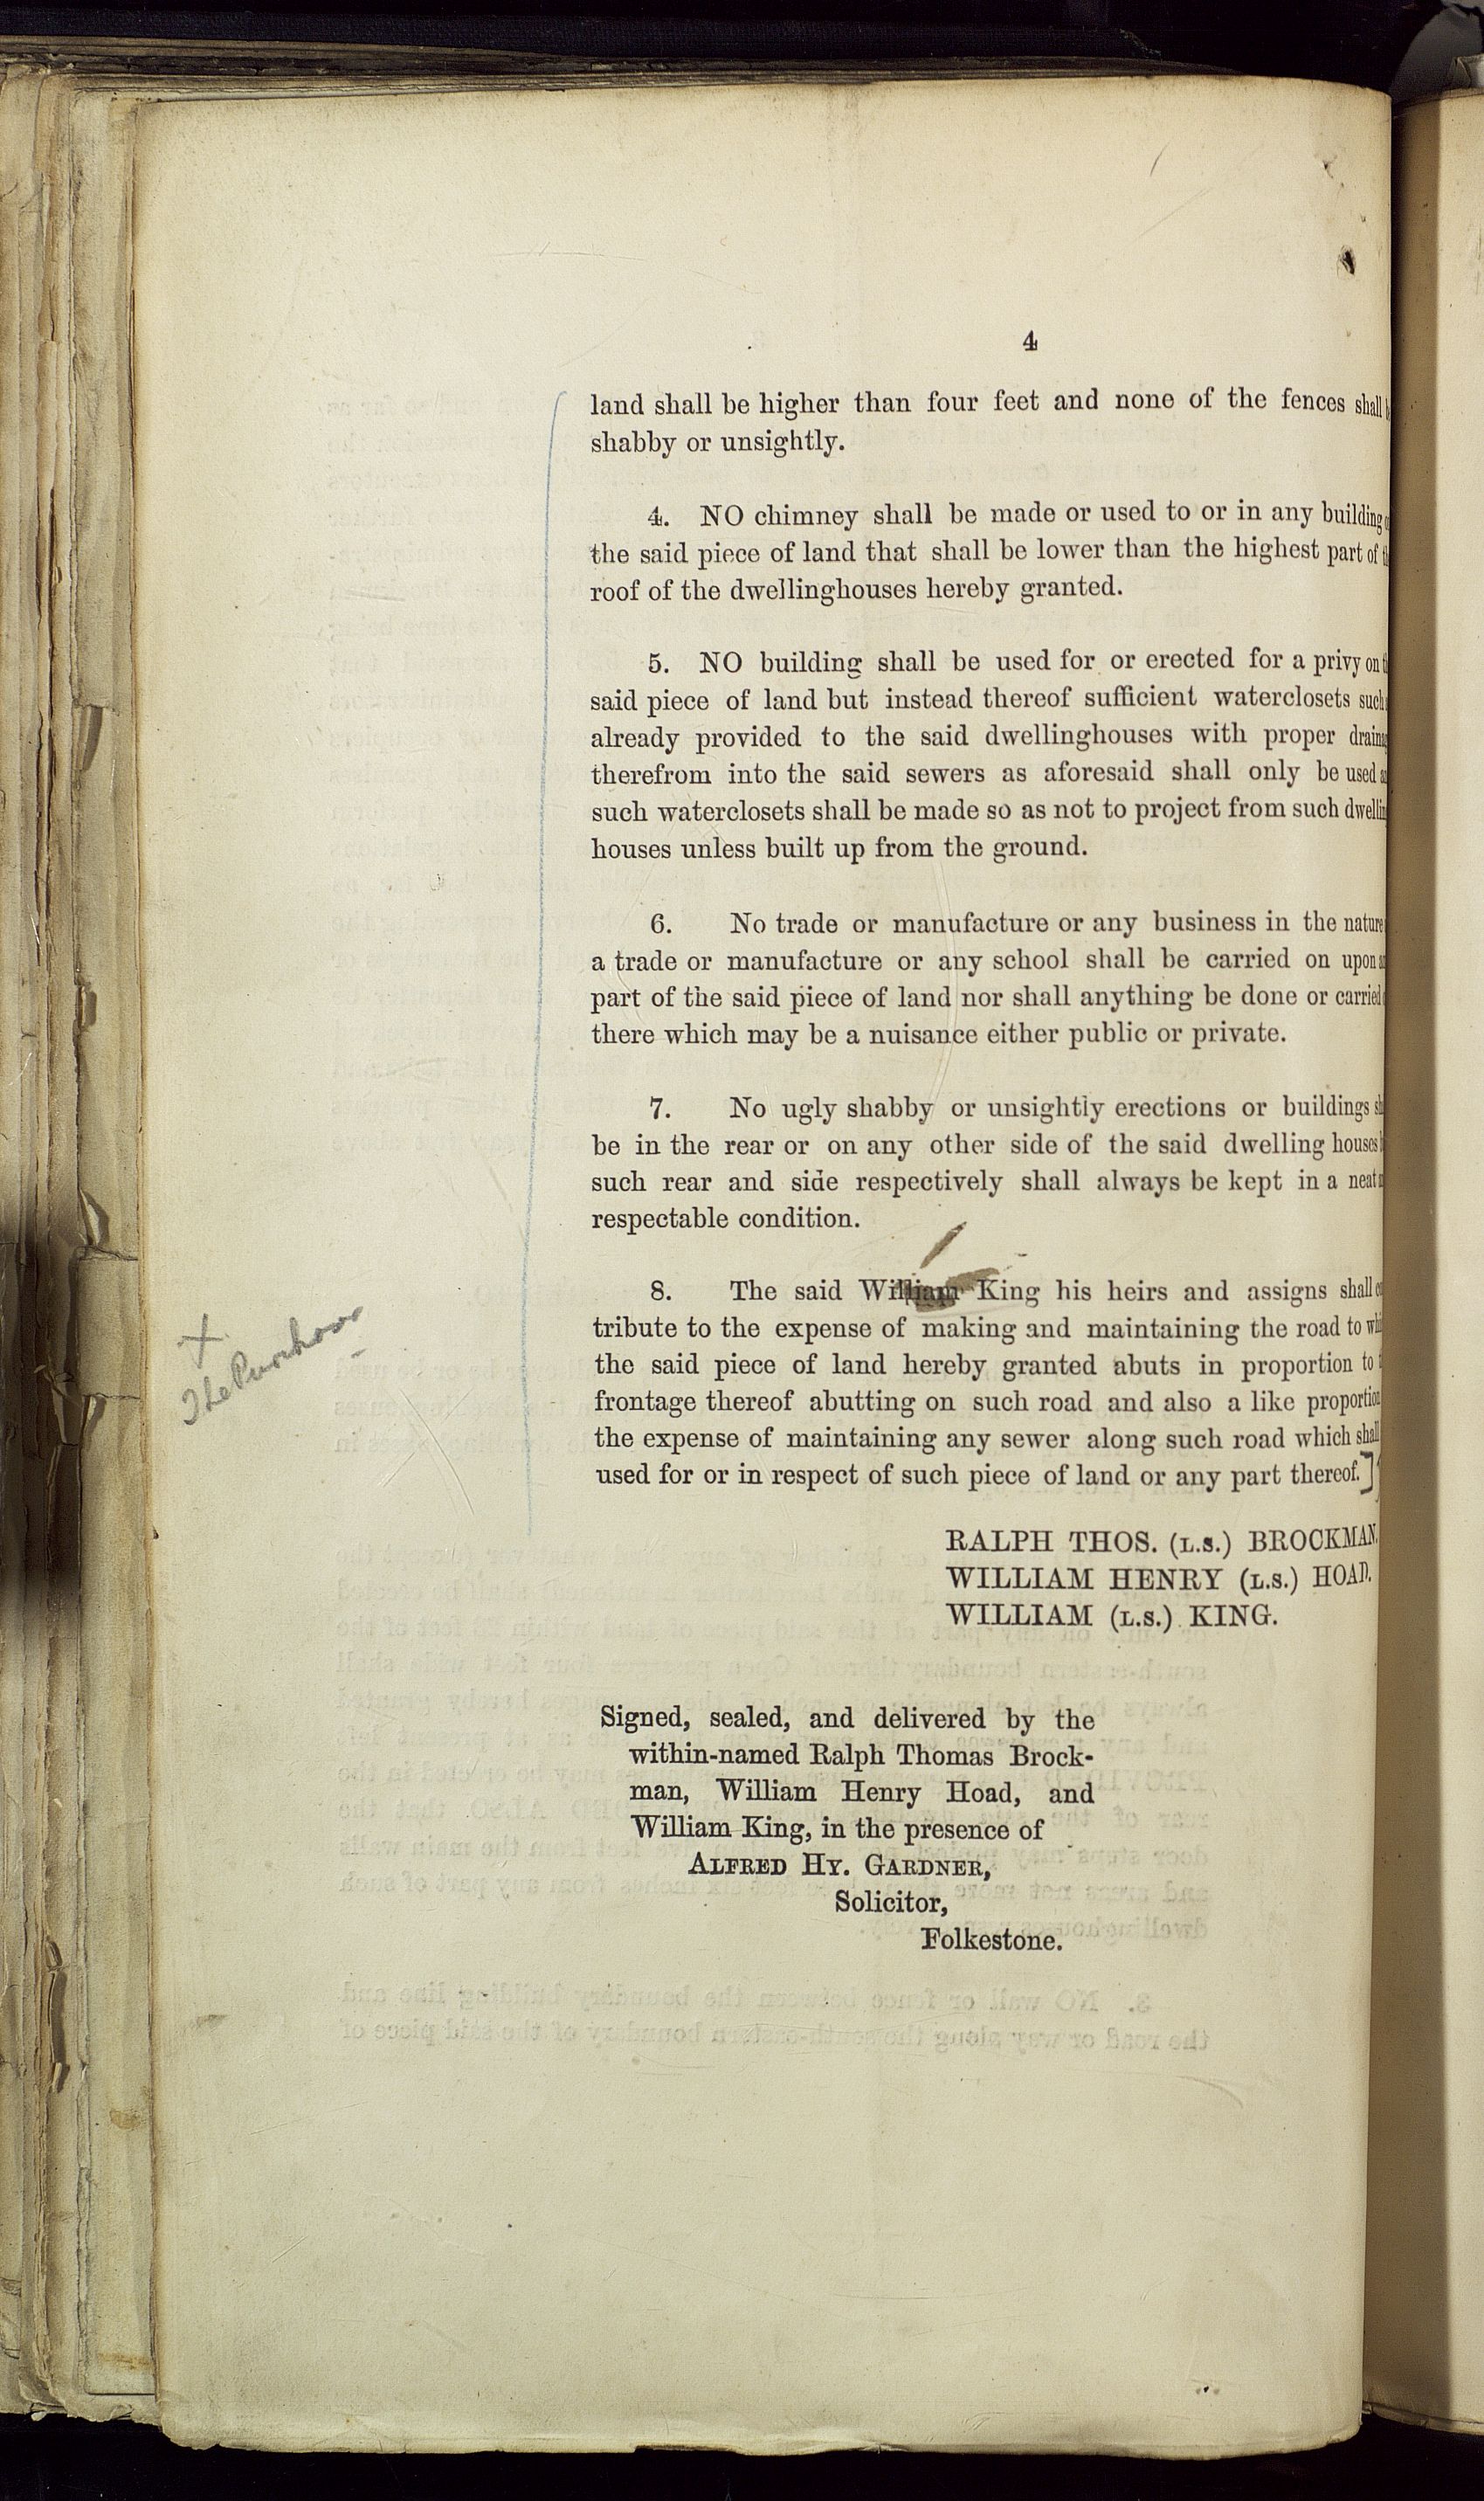 4
land shall be higher than four feet and none of the fences shall
shabby or unsightly.
4. NO chimney shall be made or used to or in any building
the said piece of land that shall be lower than the highest part of
roof of the dwellinghouses hereby granted.
5. NO building shall be used for or erected for a privy on
said piece of land but instead thereof sufficient waterclosets such
already provided to the said dwellinghouses with proper
therefrom into the said sewers as aforesaid shall only be used
such waterclosets shall be made so as not to project from such
houses unless built up from the ground.
6. No trade or manufacture or any business in the nature
a trade or manufacture or any school shall be carried on upon
part of the said piece of land nor shall anything be done or carried
there which may be a nuisance either public or private.
7. No ugly shabby or unsightly erections or buildings
be in the rear or on any other side of the said dwelling houses
such rear and side respectively shall always be kept in a neat
respectable condition.
8. The said William King his heirs and assigns shall
tribute to the expense of making and maintaining the road to
X
The Purchaser
the said piece of land hereby granted abuts in proportion to
frontage thereof abutting on such road and also a like proportion
the expense of maintaining any sewer along such road which shall
used for or in respect of such piece of land or any part thereof.]
RALPH THOS. (L.S.) BROCKMAN.
WILLIAM HENRY (L.S.) HOAD.
WILLIAM (L.S.) KING.
Signed, sealed, and delivered by the
within-named Ralph Thomas Brock-
man, William Henry Hoad, and
William King, in the presence of
ALFRED HY. GARDNER,
Solicitor,
Folkestone.